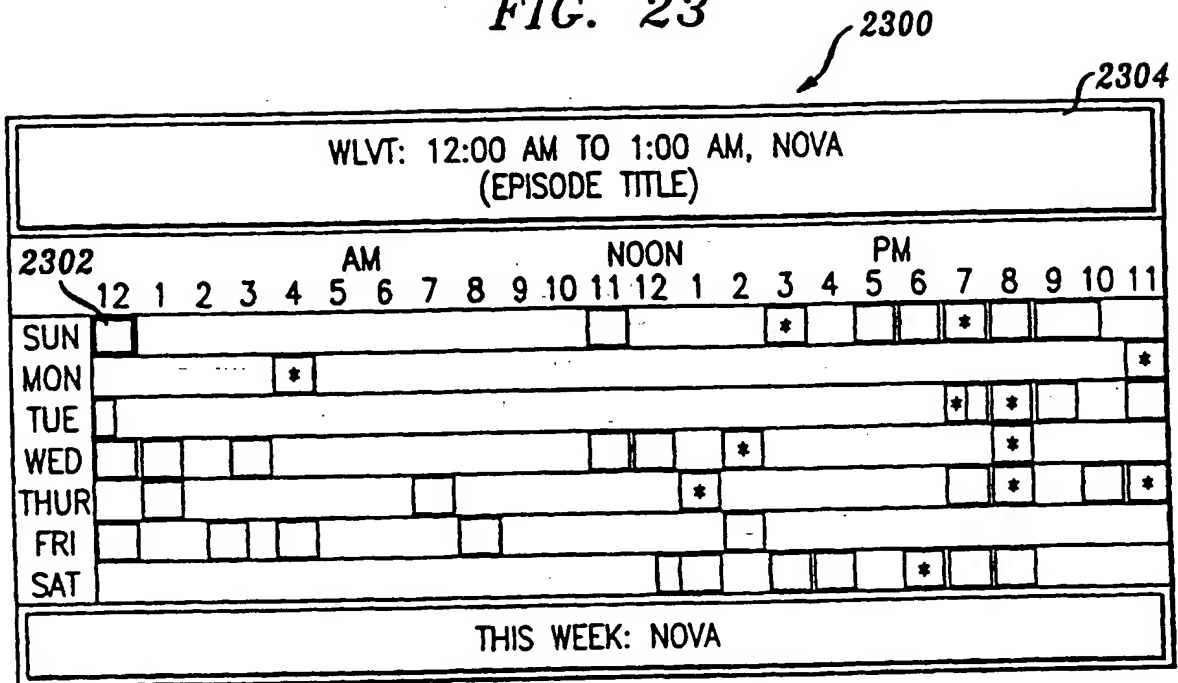 FIG. 23
2300
2304
WLVT: 12:00 AM TO 1:00 AM, NOVA
(EPISODE TITLE)
2302 AM NOON PM
12 1 2 3 4 5 6 7 8 9 10 11 12 1 2 3 4 5 6 7 8 9 10 11
SUN * *
MON * *
TUE * *
WED * *
THUR * * *
FRI
SAT *
THIS WEEK: NOVA